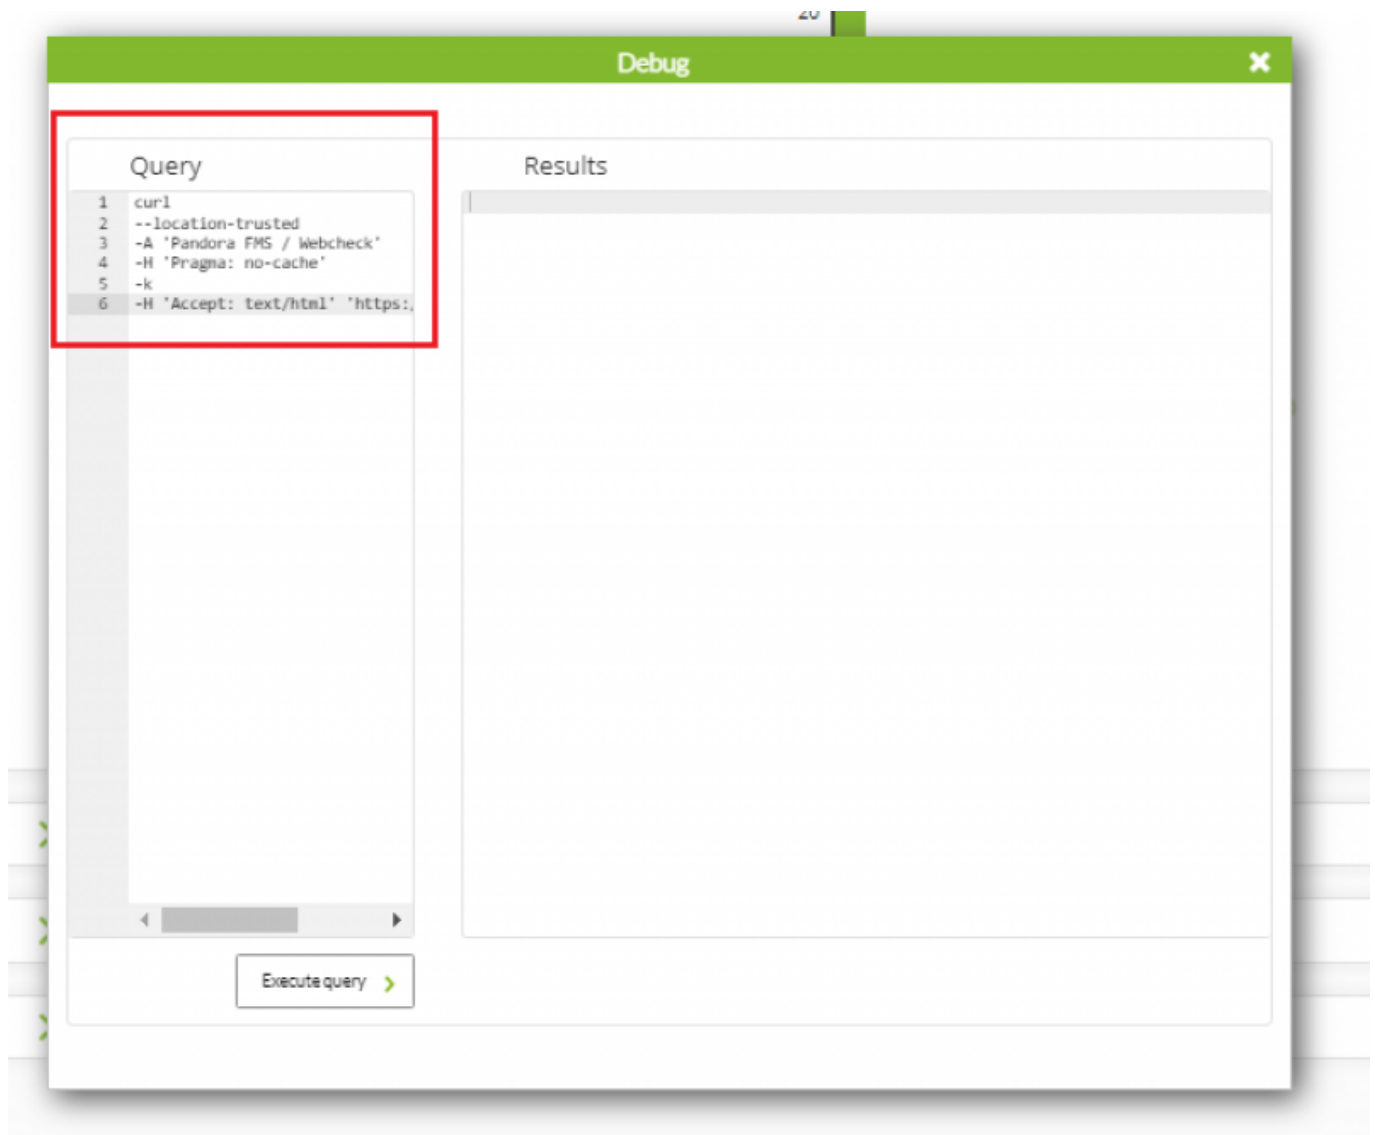 20
Debug
Query
Results
1 curl
2 --location-trusted
3 -A 'Pandora FMS / Webcheck'
4 -H 'Pragma: no-cache'
5 -k
6 -H 'Accept: text/html' 'https:/
Execute query